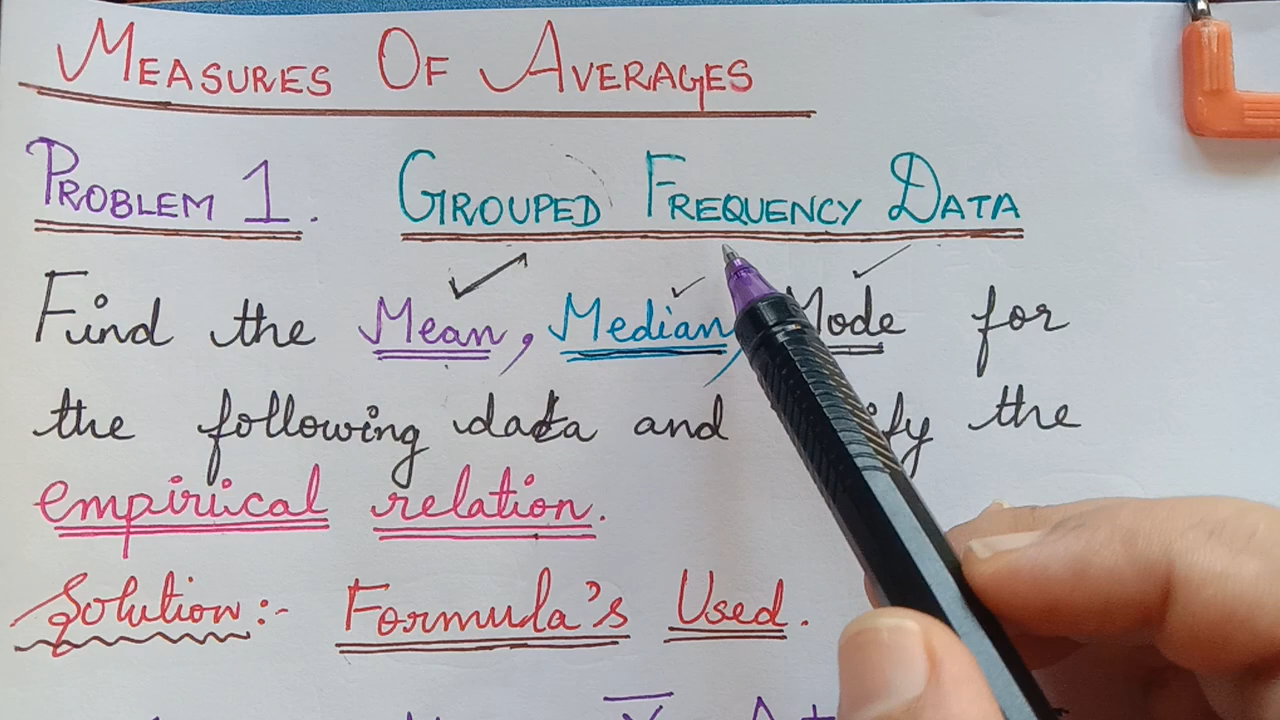 MEASURES OF AVERAGES
PROBLEM 1. GROUPED FREQUENCY DATA
Find the Mean, Median, Mode for
the following data and the
empirical relation.
Solution:- FORMULA'S USED.